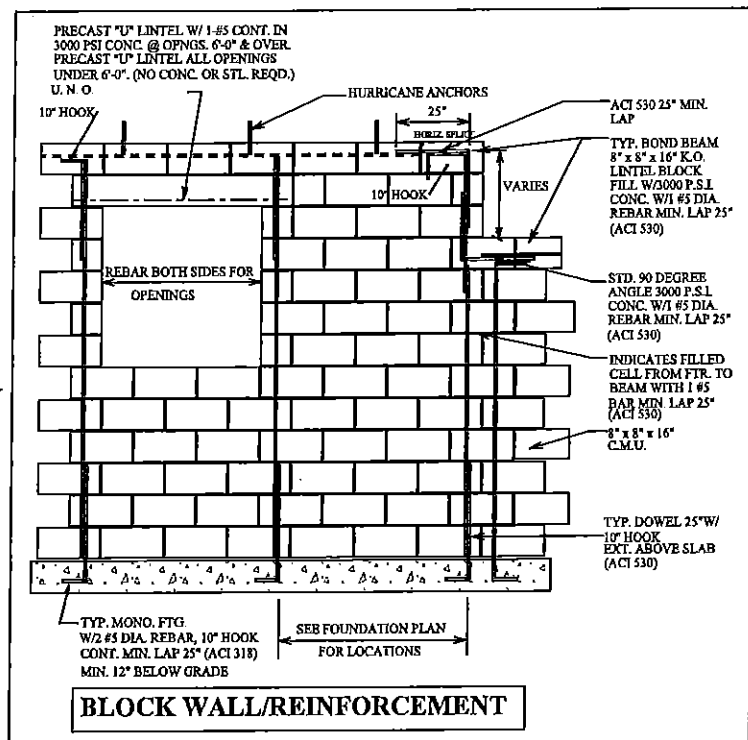 PRECAST "U" LINTEL W/ 1-#5 CONT. IN
3000 PSI CONC. @ OPNGS. 6'-0" & OVER.
PRECAST "U" LINTEL ALL OPENINGS
UNDER 6'-0". (NO CONC. OR STL. REQD.)
U. N. O.
10" HOOK
HURRICANE ANCHORS
25"
HORIZ. SPLICE
10" HOOK
VARIES
ACI 530 25" MIN.
LAP
TYP. BOND BEAM
8" x 8" x 16" K.O.
LINTEL BLOCK
FILL W/3000 P.S.I.
CONC. W/1 #5 DIA.
REBAR MIN. LAP 25"
(ACI 530)
REBAR BOTH SIDES FOR
OPENINGS
STD. 90 DEGREE
ANGLE 3000 P.S.I.
CONC. W/1 #5 DIA.
REBAR MIN. LAP 25"
(ACI 530)
INDICATES FILLED
CELL FROM FTR. TO
BEAM WITH 1 #5
BAR MIN. LAP 25"
(ACI 530)
8" x 8" x 16"
C.M.U.
TYP. DOWEL 25"W/
10" HOOK
EXT. ABOVE SLAB
(ACI 530)
TYP. MONO. FTG.
W/2 #5 DIA. REBAR, 10" HOOK
CONT. MIN. LAP 25" (ACI 318)
MIN. 12" BELOW GRADE
SEE FOUNDATION PLAN
FOR LOCATIONS
BLOCK WALL/REINFORCEMENT